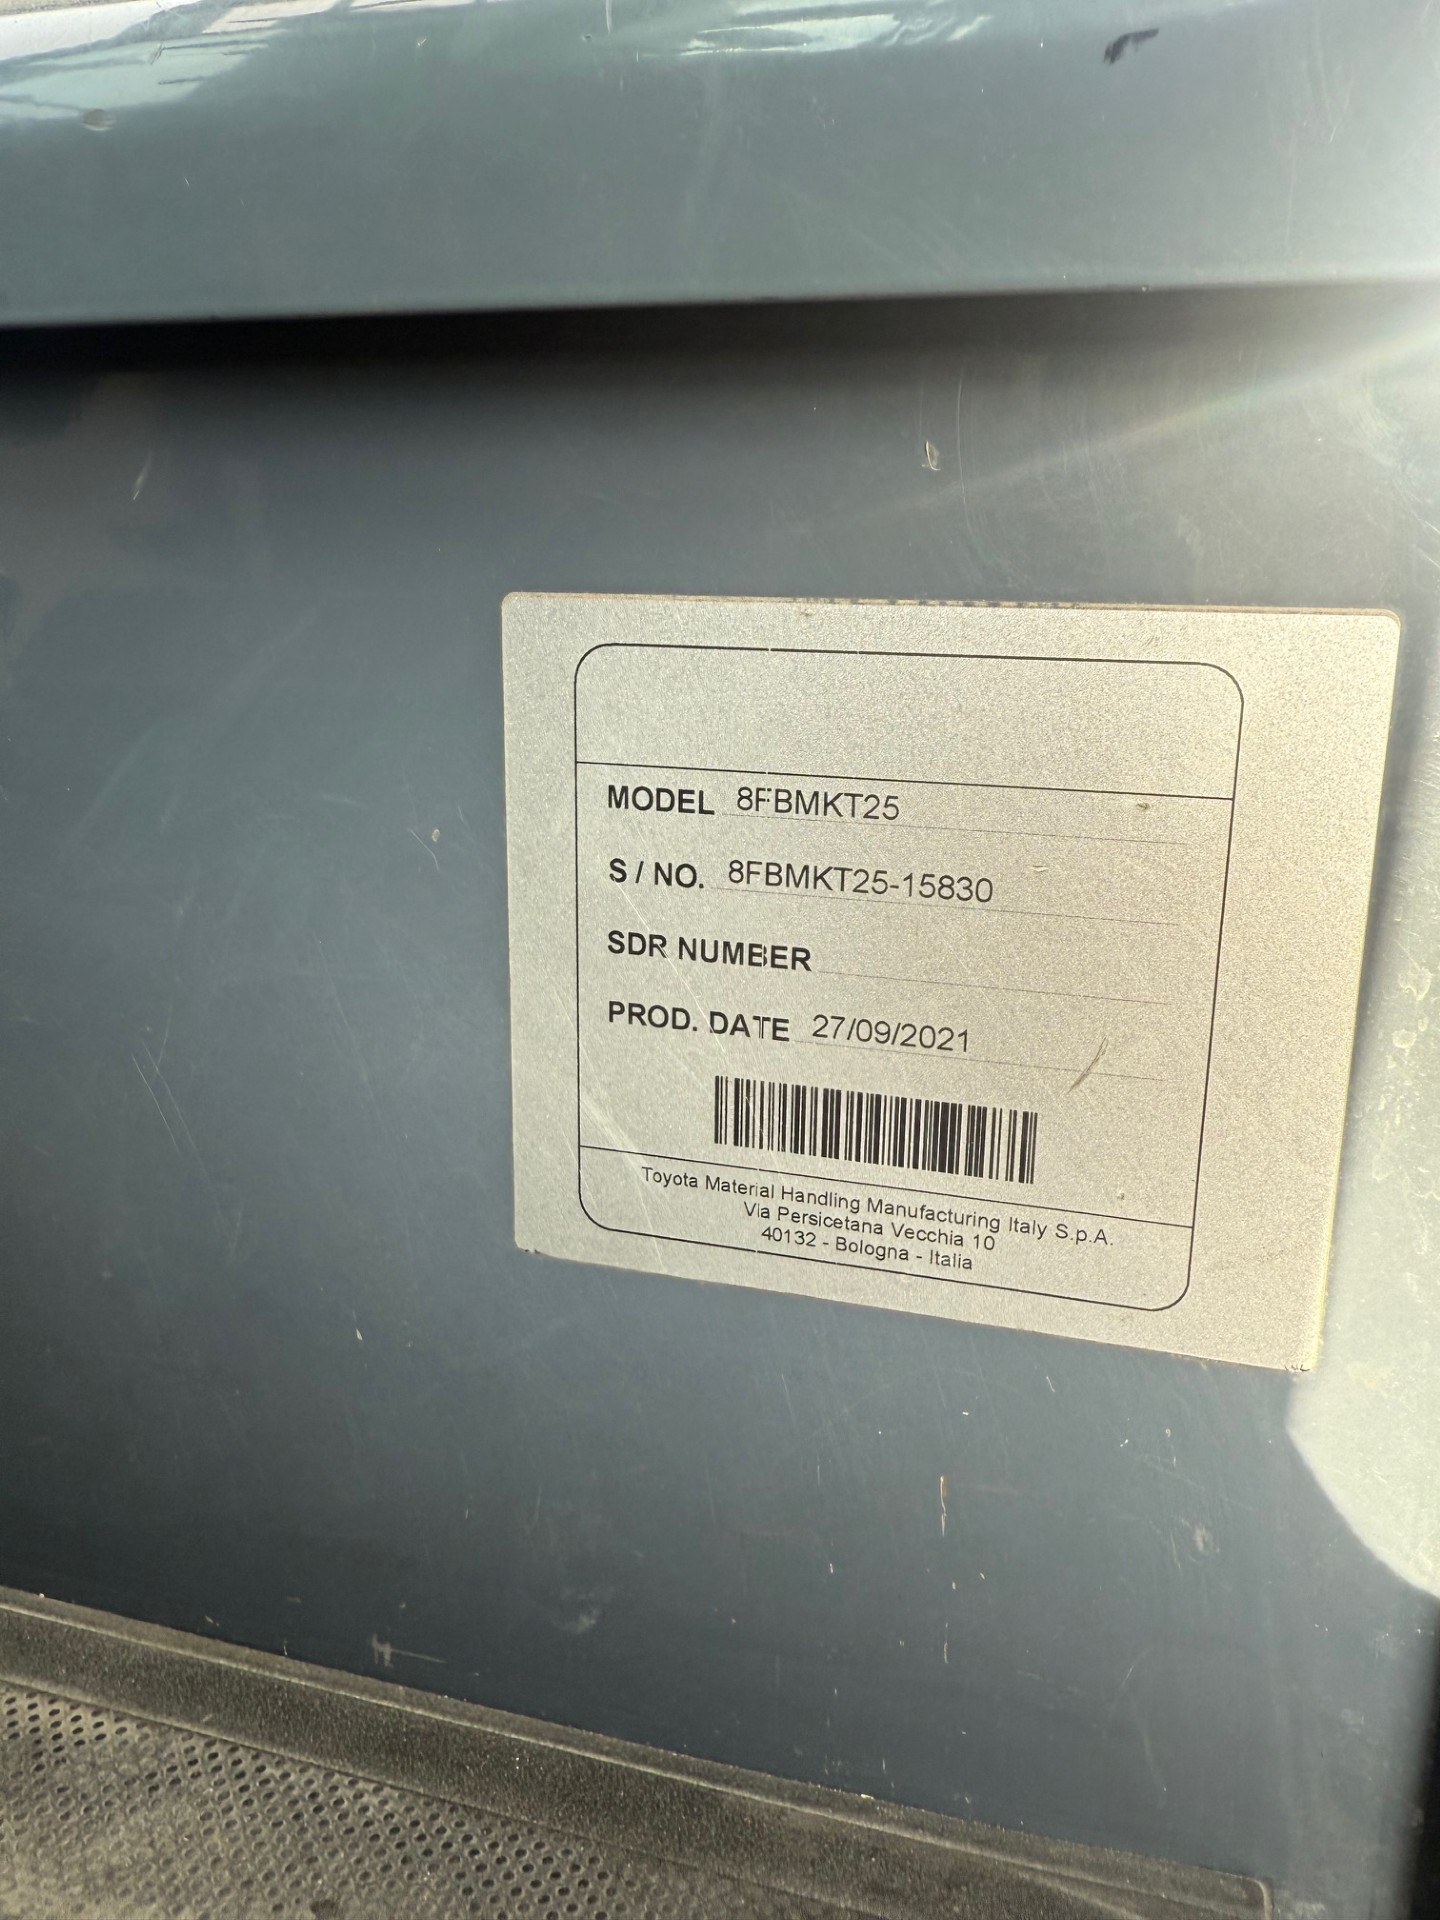 MODEL 8FBMKT25
S / NO. 8FBMKT25-15830
SDR NUMBER
PROD. DATE 27/09/2021
Toyota Material Handling Manufacturing Italy S.p.A.
Via Persicetana Vecchia 10
40132 - Bologna - Italia